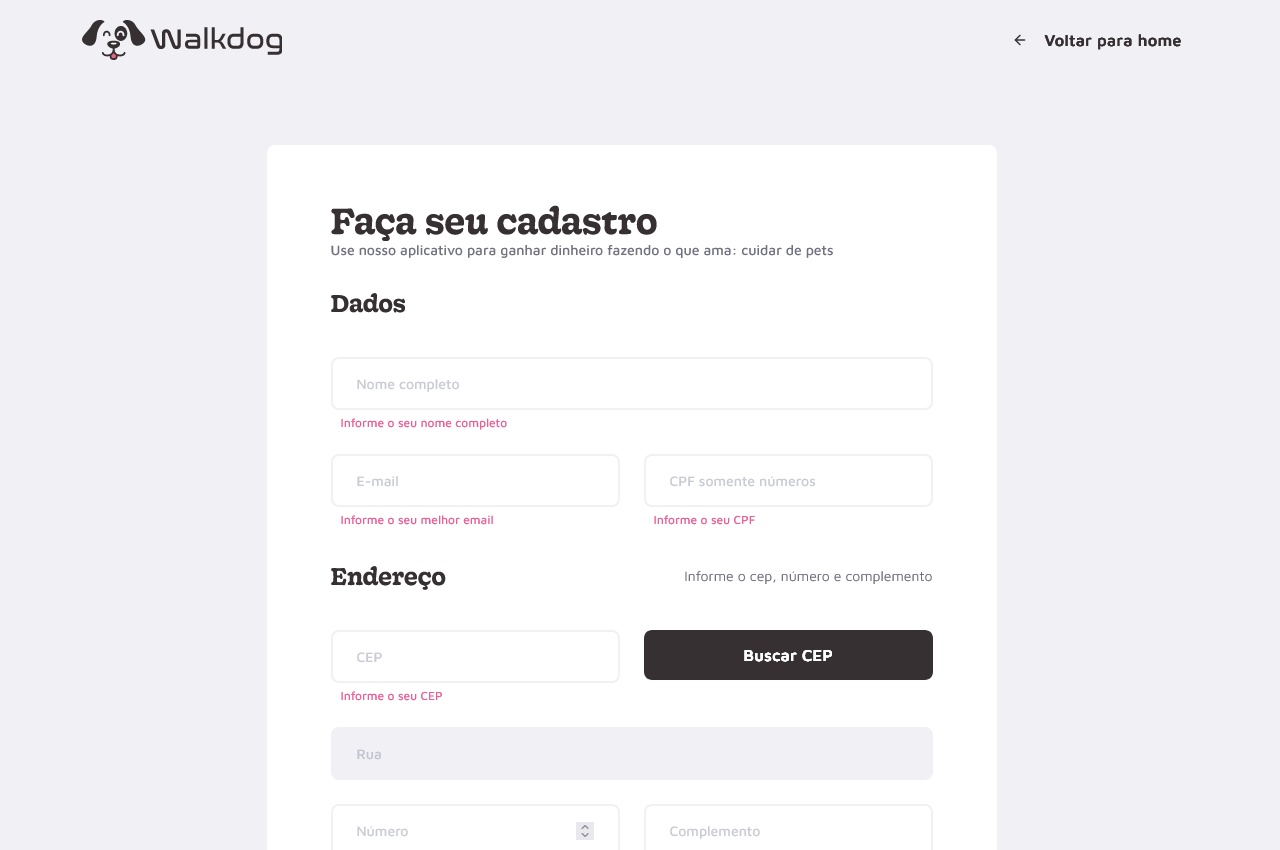 Walkdog
Voltar para home
Faça seu cadastro
Use nosso aplicativo para ganhar dinheiro fazendo o que ama: cuidar de pets
Dados
Nome completo
Informe o seu nome completo
E-mail
CPF somente números
Informe o seu melhor email
Informe o seu CPF
Endereço
Informe o cep, número e complemento
CEP
Buscar CEP
Informe o seu CEP
Rua
Número
Complemento